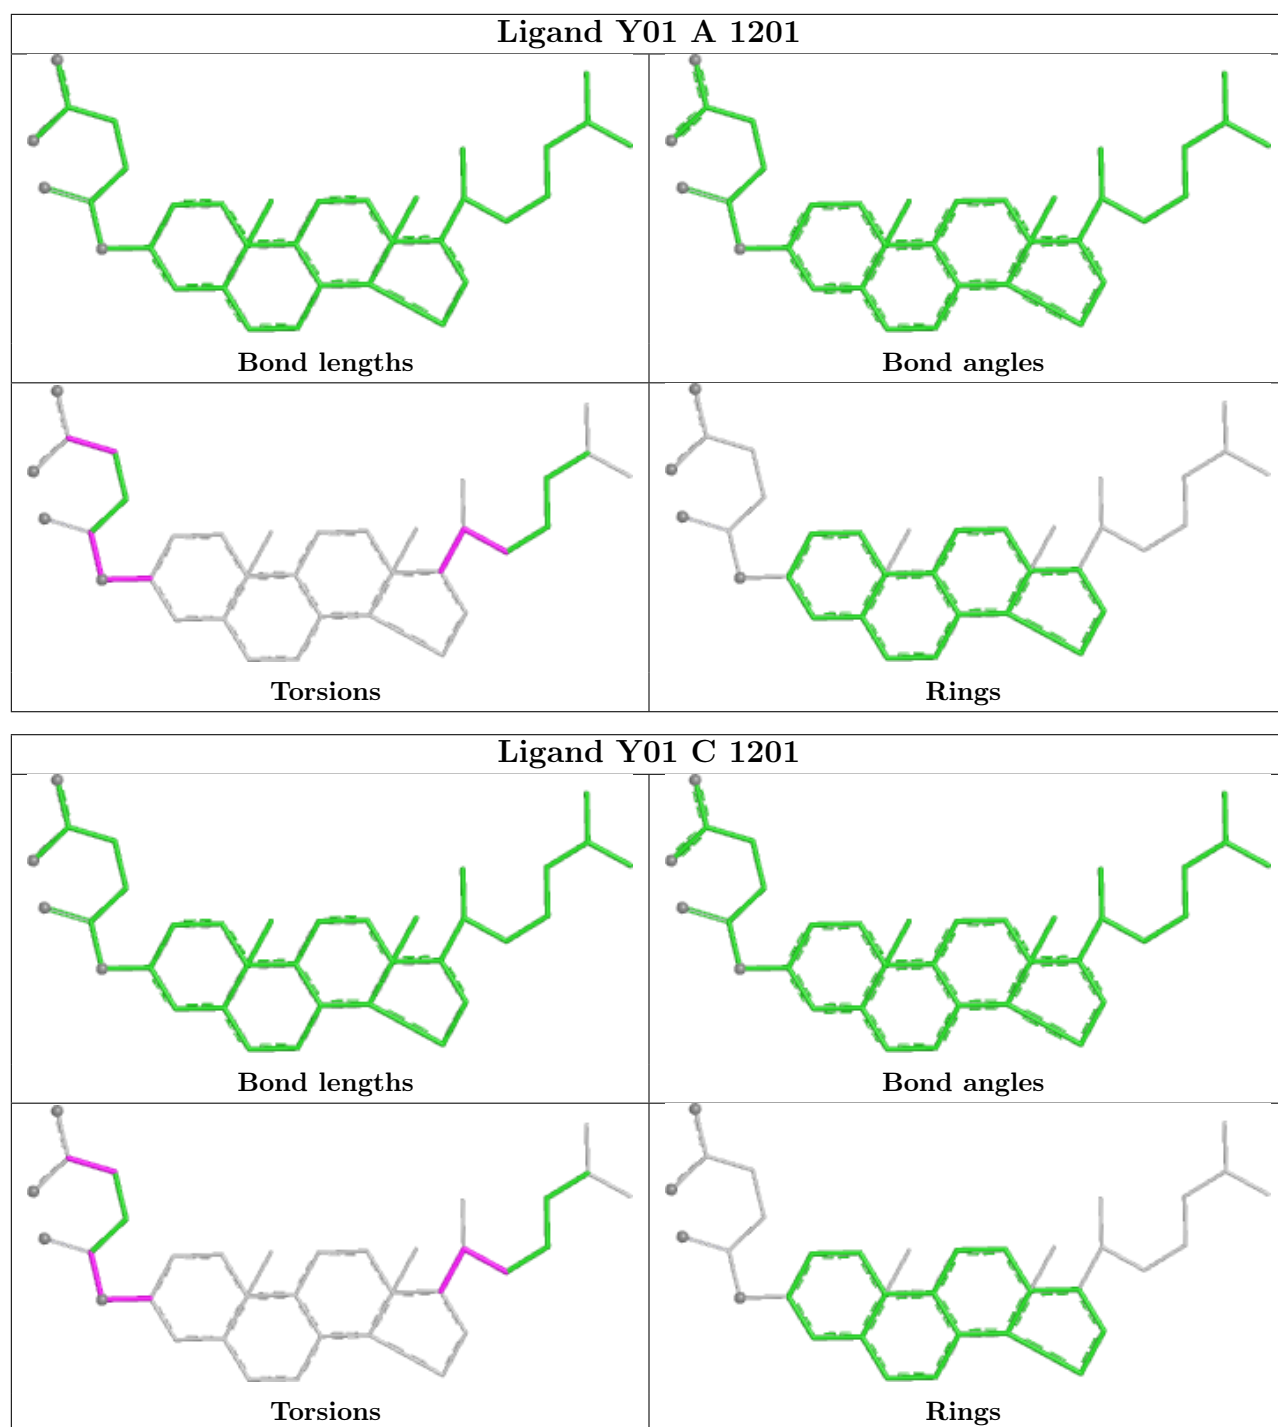 Ligand Y01 A 1201
Bond lengths
Bond angles
Torsions
Rings
Ligand Y01 C 1201
Bond lengths
Bond angles
Torsions
Rings